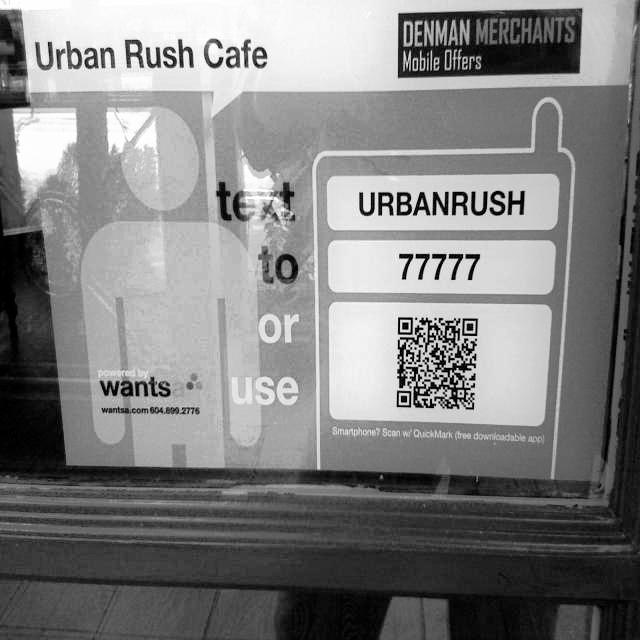 Urban Rush Cafe
DENMAN MERCHANTS
Mobile Offers
text URBANRUSH
to 77777
or
use
powered by
wantsa
wantsa.com 604.899.2776
Smartphone? Scan w/ QuickMark (free downloadable app)